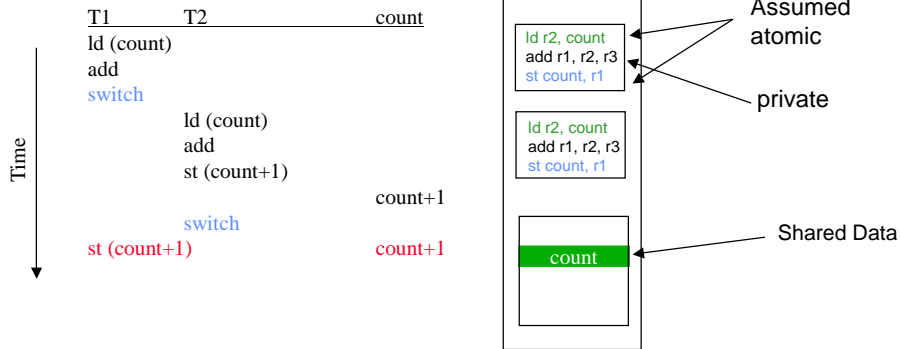 T1 T2 count
ld (count)
add
switch
ld (count)
add
st (count+1)
count+1
switch
st (count+1) count+1
Time
ld r2, count
add r1, r2, r3
st count, r1
ld r2, count
add r1, r2, r3
st count, r1
count
Assumed
atomic
private
Shared Data